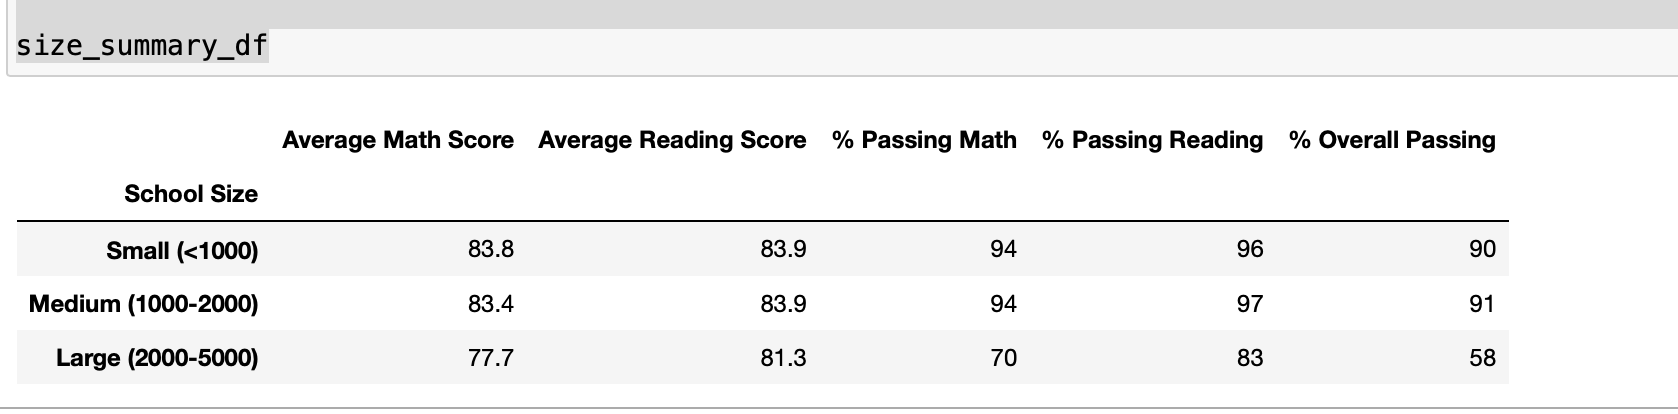 size_summary_df
Average Math Score Average Reading Score % Passing Math % Passing Reading % Overall Passing
School Size
Small (<1000) 83.8 83.9 94 96 90
Medium (1000-2000) 83.4 83.9 94 97 91
Large (2000-5000) 77.7 81.3 70 83 58